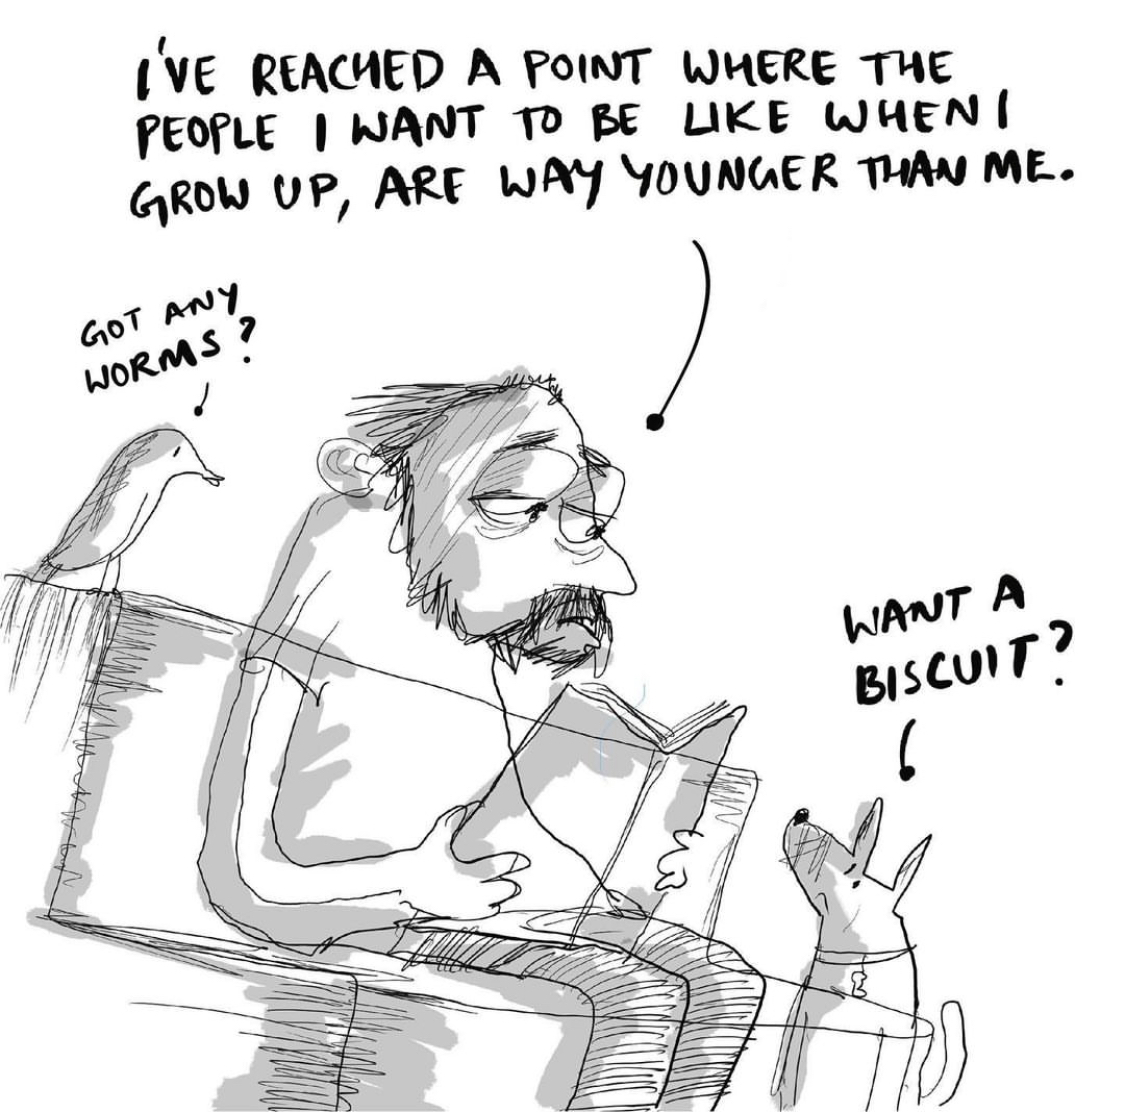 I'VE REACHED A POINT WHERE THE
PEOPLE I WANT TO BE LIKE WHEN I
GROW UP, ARE WAY YOUNGER THAN ME.
GOT ANY
WORMS?
WANT A
BISCUIT?